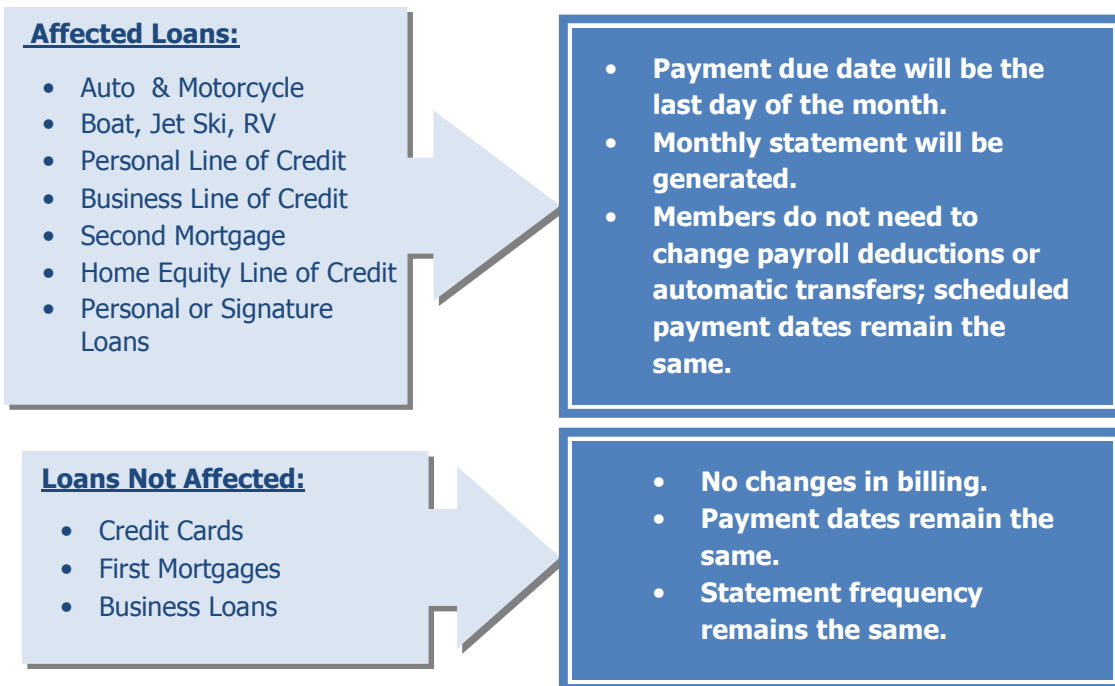 Affected Loans:
• Auto & Motorcycle
• Boat, Jet Ski, RV
• Personal Line of Credit
• Business Line of Credit
• Second Mortgage
• Home Equity Line of Credit
• Personal or Signature
Loans
• Payment due date will be the
last day of the month.
• Monthly statement will be
generated.
• Members do not need to
change payroll deductions or
automatic transfers; scheduled
payment dates remain the
same.
Loans Not Affected:
• Credit Cards
• First Mortgages
• Business Loans
• No changes in billing.
• Payment dates remain the
same.
• Statement frequency
remains the same.